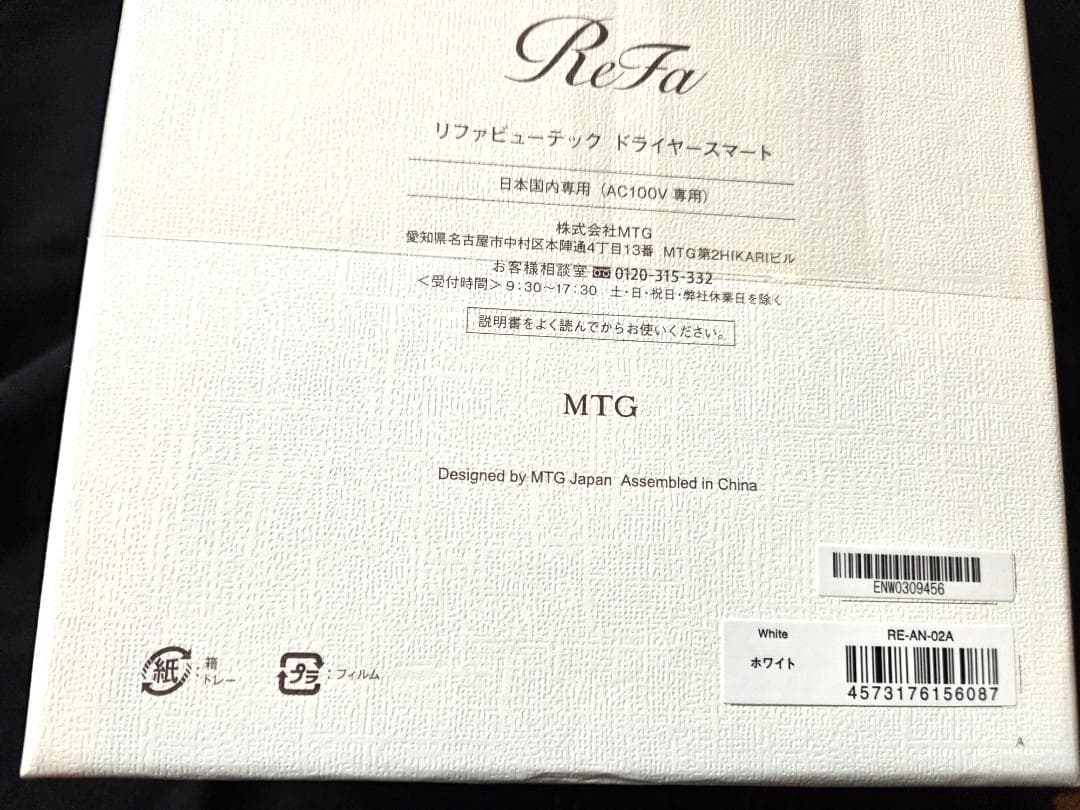 ReFa
リファビューテック ドライヤースマート
日本国内専用（AC100V 専用）
株式会社MTG
愛知県名古屋市中村区本陣通4丁目13番 MTG第2HIKARIビル
お客様相談室 0120-315-332
＜受付時間＞9:30〜17:30 土・日・祝日・弊社休業日を除く
説明書をよく読んでからお使いください。
MTG
Designed by MTG Japan Assembled in China
ENW0309456
White RE-AN-02A
ホワイト
4573176156087
紙：箱
トレー
プラ：フィルム
A